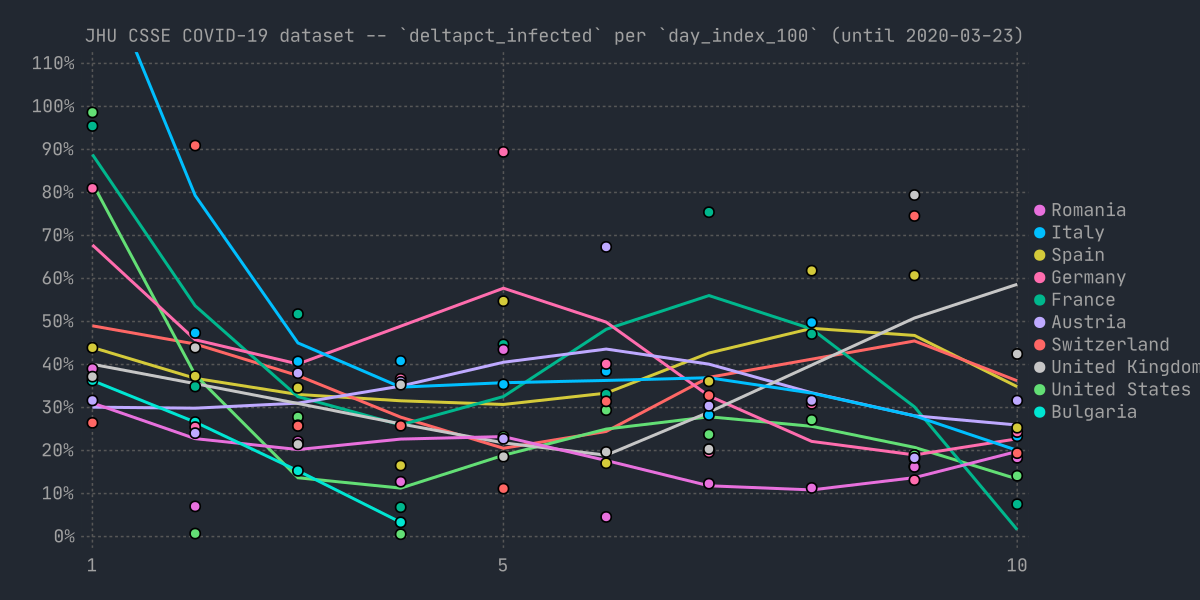 JHU CSSE COVID-19 dataset -- `deltapct_infected` per `day_index_100` (until 2020-03-23)
110%
100%
90%
80%
70%
60%
50%
40%
30%
20%
10%
0%
1
5
10
Romania
Italy
Spain
Germany
France
Austria
Switzerland
United Kingdom
United States
Bulgaria